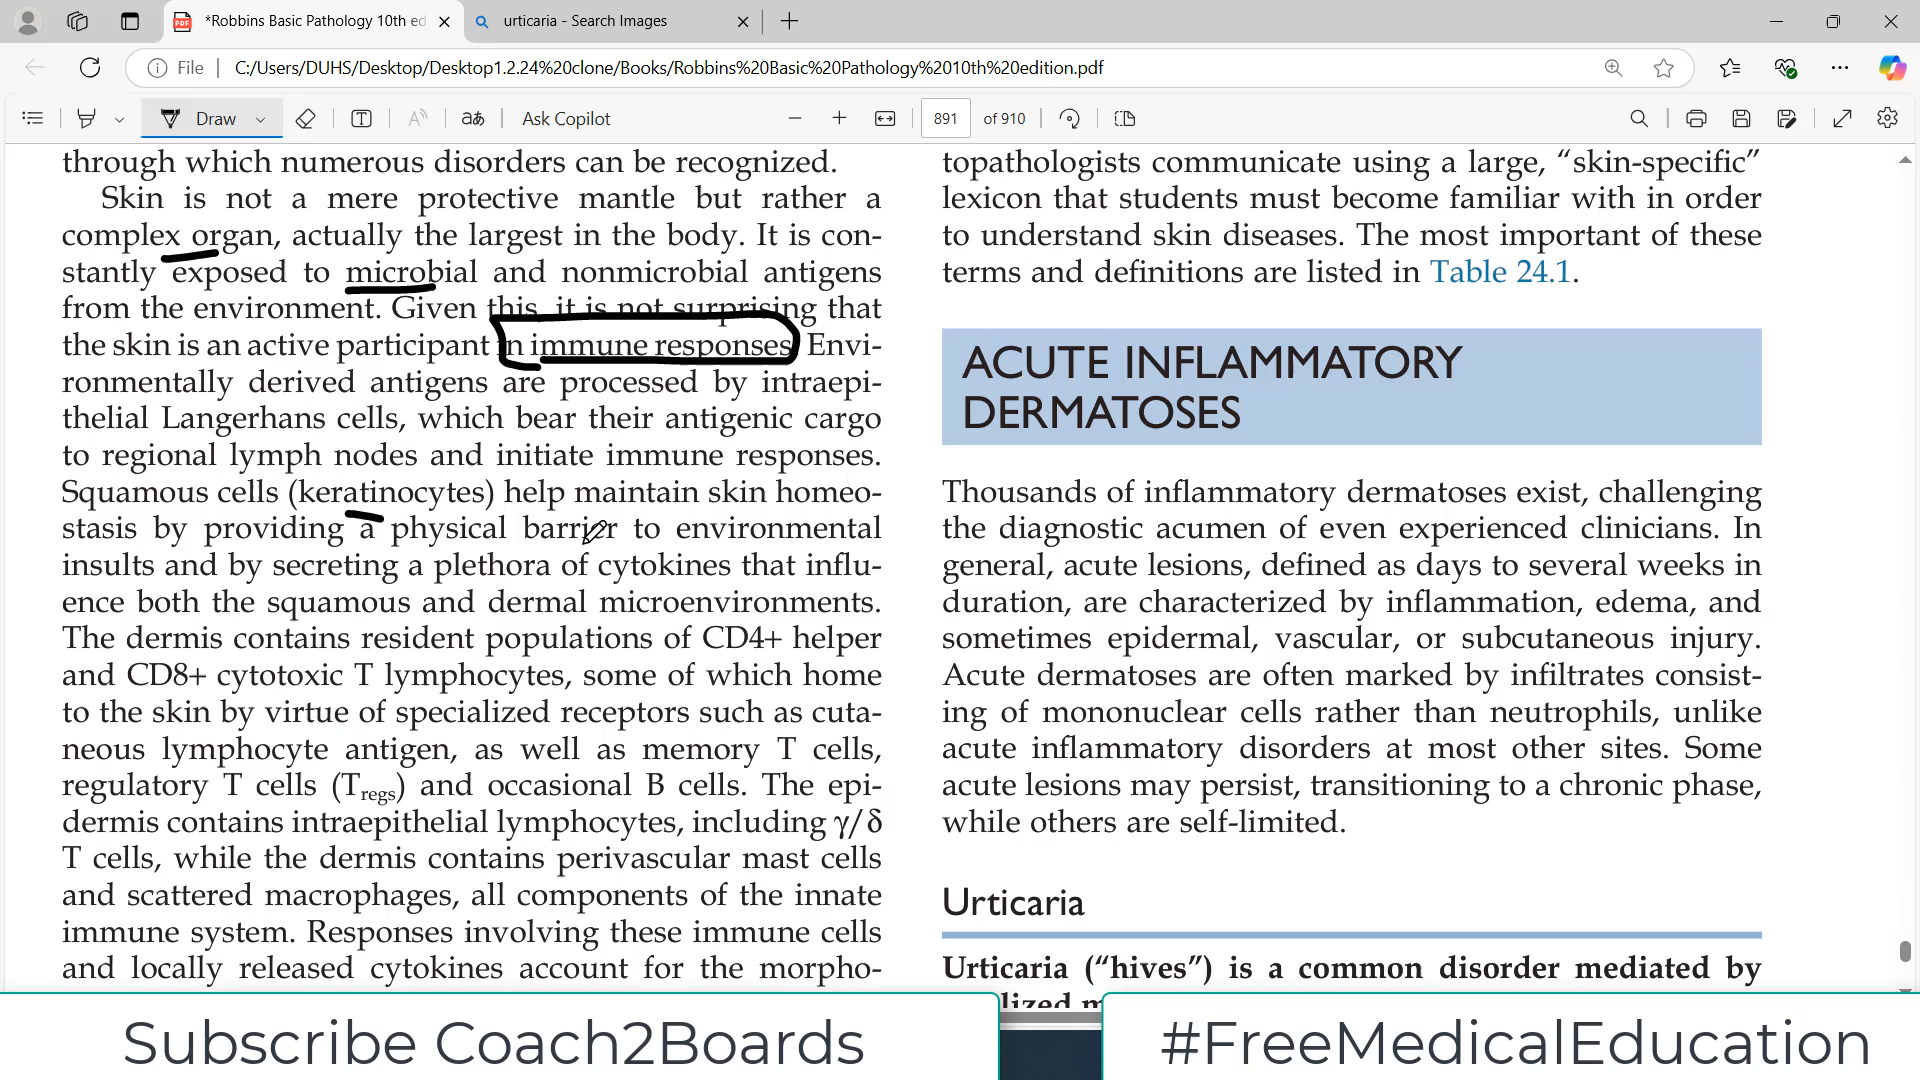 *Robbins Basic Pathology 10th ed
urticaria - Search Images
File
C:/Users/DUHS/Desktop/Desktop1.2.24%20clone/Books/Robbins%20Basic%20Pathology%2010th%20edition.pdf
Draw
aあ
Ask Copilot
891 of 910
through which numerous disorders can be recognized.
Skin is not a mere protective mantle but rather a
complex organ, actually the largest in the body. It is con-
stantly exposed to microbial and nonmicrobial antigens
from the environment. Given this, it is not surprising that
the skin is an active participant in immune responses. Envi-
ronmentally derived antigens are processed by intraepi-
thelial Langerhans cells, which bear their antigenic cargo
to regional lymph nodes and initiate immune responses.
Squamous cells (keratinocytes) help maintain skin homeo-
stasis by providing a physical barrier to environmental
insults and by secreting a plethora of cytokines that influ-
ence both the squamous and dermal microenvironments.
The dermis contains resident populations of CD4+ helper
and CD8+ cytotoxic T lymphocytes, some of which home
to the skin by virtue of specialized receptors such as cuta-
neous lymphocyte antigen, as well as memory T cells,
regulatory T cells (Tregs) and occasional B cells. The epi-
dermis contains intraepithelial lymphocytes, including γ/δ
T cells, while the dermis contains perivascular mast cells
and scattered macrophages, all components of the innate
immune system. Responses involving these immune cells
and locally released cytokines account for the morpho-
topathologists communicate using a large, “skin-specific”
lexicon that students must become familiar with in order
to understand skin diseases. The most important of these
terms and definitions are listed in Table 24.1.
ACUTE INFLAMMATORY
DERMATOSES
Thousands of inflammatory dermatoses exist, challenging
the diagnostic acumen of even experienced clinicians. In
general, acute lesions, defined as days to several weeks in
duration, are characterized by inflammation, edema, and
sometimes epidermal, vascular, or subcutaneous injury.
Acute dermatoses are often marked by infiltrates consist-
ing of mononuclear cells rather than neutrophils, unlike
acute inflammatory disorders at most other sites. Some
acute lesions may persist, transitioning to a chronic phase,
while others are self-limited.
Urticaria
Urticaria (“hives”) is a common disorder mediated by
Subscribe Coach2Boards
#FreeMedicalEducation